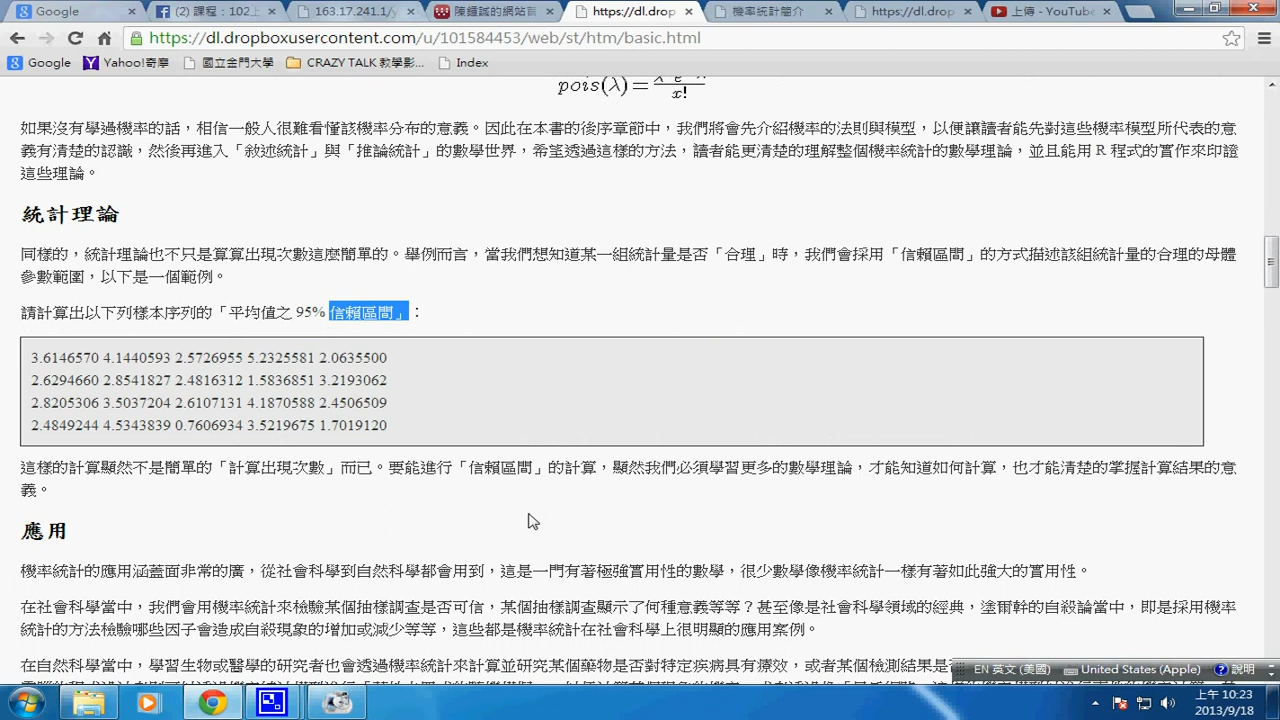 Google
(2) 課程：102上
163.17.241.1/
陳鍾誠的網站首
https://dl.drop
機率統計簡介
https://dl.drop
上傳 - YouTube
https://dl.dropboxusercontent.com/u/101584453/web/st/htm/basic.html
Google
Yahoo!奇摩
國立金門大學
CRAZY TALK 教學影...
Index
pois(λ)=
x!
如果沒有學過機率的話，相信一般人很難看懂該機率分布的意義。因此在本書的後序章節中，我們將會先介紹機率的法則與模型，以便讓讀者能先對這些機率模型所代表的意
義有清楚的認識，然後再進入「敘述統計」與「推論統計」的數學世界，希望透過這樣的方法，讀者能更清楚的理解整個機率統計的數學理論，並且能用 R 程式的實作來印證
這些理論。
統計理論
同樣的，統計理論也不只是算算出現次數這麼簡單的。舉例而言，當我們想知道某一組統計量是否「合理」時，我們會採用「信賴區間」的方式描述該組統計量的合理的母體
參數範圍，以下是一個範例。
請計算出以下列樣本序列的「平均值之 95% 信賴區間」：
3.6146570 4.1440593 2.5726955 5.2325581 2.0635500
2.6294660 2.8541827 2.4816312 1.5836851 3.2193062
2.8205306 3.5037204 2.6107131 4.1870588 2.4506509
2.4849244 4.5343839 0.7606934 3.5219675 1.7019120
這樣的計算顯然不是簡單的「計算出現次數」而已。要能進行「信賴區間」的計算，顯然我們必須學習更多的數學理論，才能知道如何計算，也才能清楚的掌握計算結果的意
義。
應用
機率統計的應用涵蓋面非常的廣，從社會科學到自然科學都會用到，這是一門有著極強實用性的數學，很少數學像機率統計一樣有著如此強大的實用性。
在社會科學當中，我們會用機率統計來檢驗某個抽樣調查是否可信，某個抽樣調查顯示了何種意義等等？甚至像是社會科學領域的經典，塗爾幹的自殺論當中，即是採用機率
統計的方法檢驗哪些因子會造成自殺現象的增加或減少等等，這些都是機率統計在社會科學上很明顯的應用案例。
在自然科學當中，學習生物或醫學的研究者也會透過機率統計來計算並研究某個藥物是否對特定疾病具有療效，或者某個檢測結果是
EN 英文 (美國)
United States (Apple)
說明
上午 10:23
2013/9/18